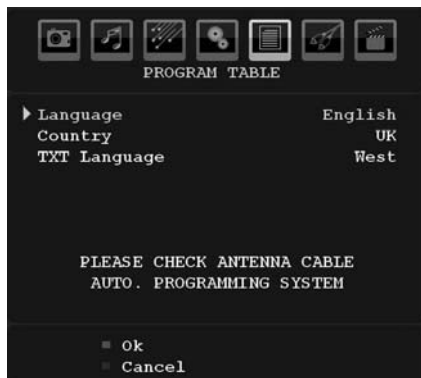 PROGRAM TABLE
Language English
Country UK
TXT Language West
PLEASE CHECK ANTENNA CABLE
AUTO. PROGRAMMING SYSTEM
Ok
Cancel